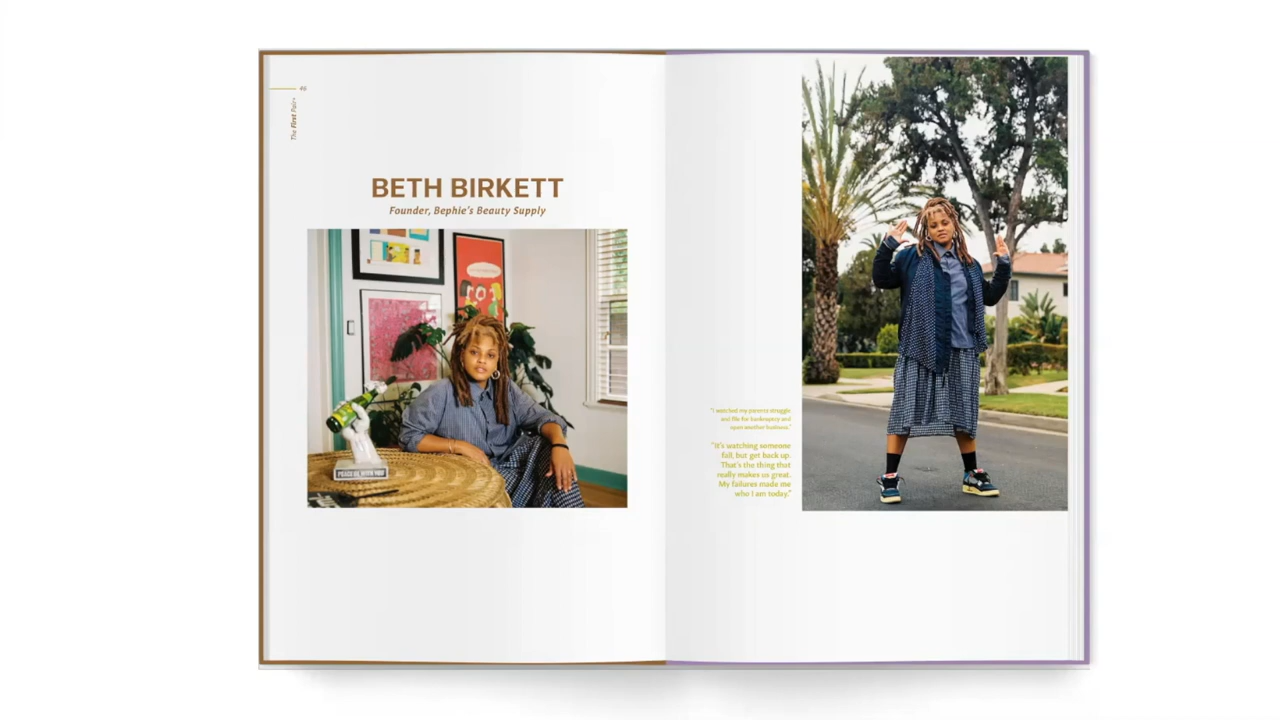 46
The First Pair
BETH BIRKETT
Founder, Bephie's Beauty Supply
PEACE BE WITH YOU
"I watched my parents struggle
and file for bankruptcy and
open another business."
"It's watching someone
fall, but get back up.
That's the thing that
really makes us great.
My failures made me
who I am today."